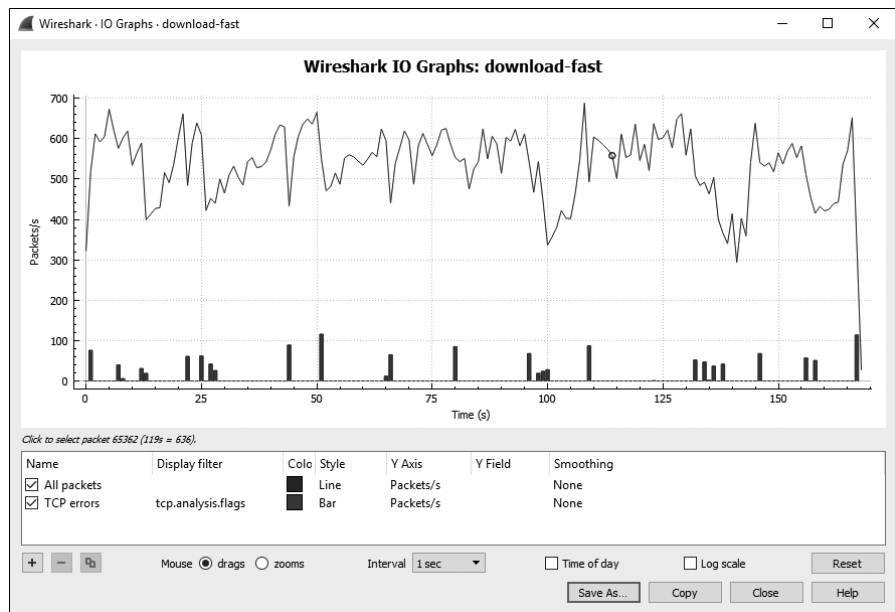 Wireshark · IO Graphs · download-fast
Wireshark IO Graphs: download-fast
Packets/s
700
600
500
400
300
200
100
0
0 25 50 75 100 125 150
Time (s)
Click to select packet 65362 (119s = 636).
Name Display filter Colo Style Y Axis Y Field Smoothing
All packets Line Packets/s None
TCP errors tcp.analysis.flags Bar Packets/s None
Mouse drags zooms Interval 1 sec Time of day Log scale Reset
Save As... Copy Close Help